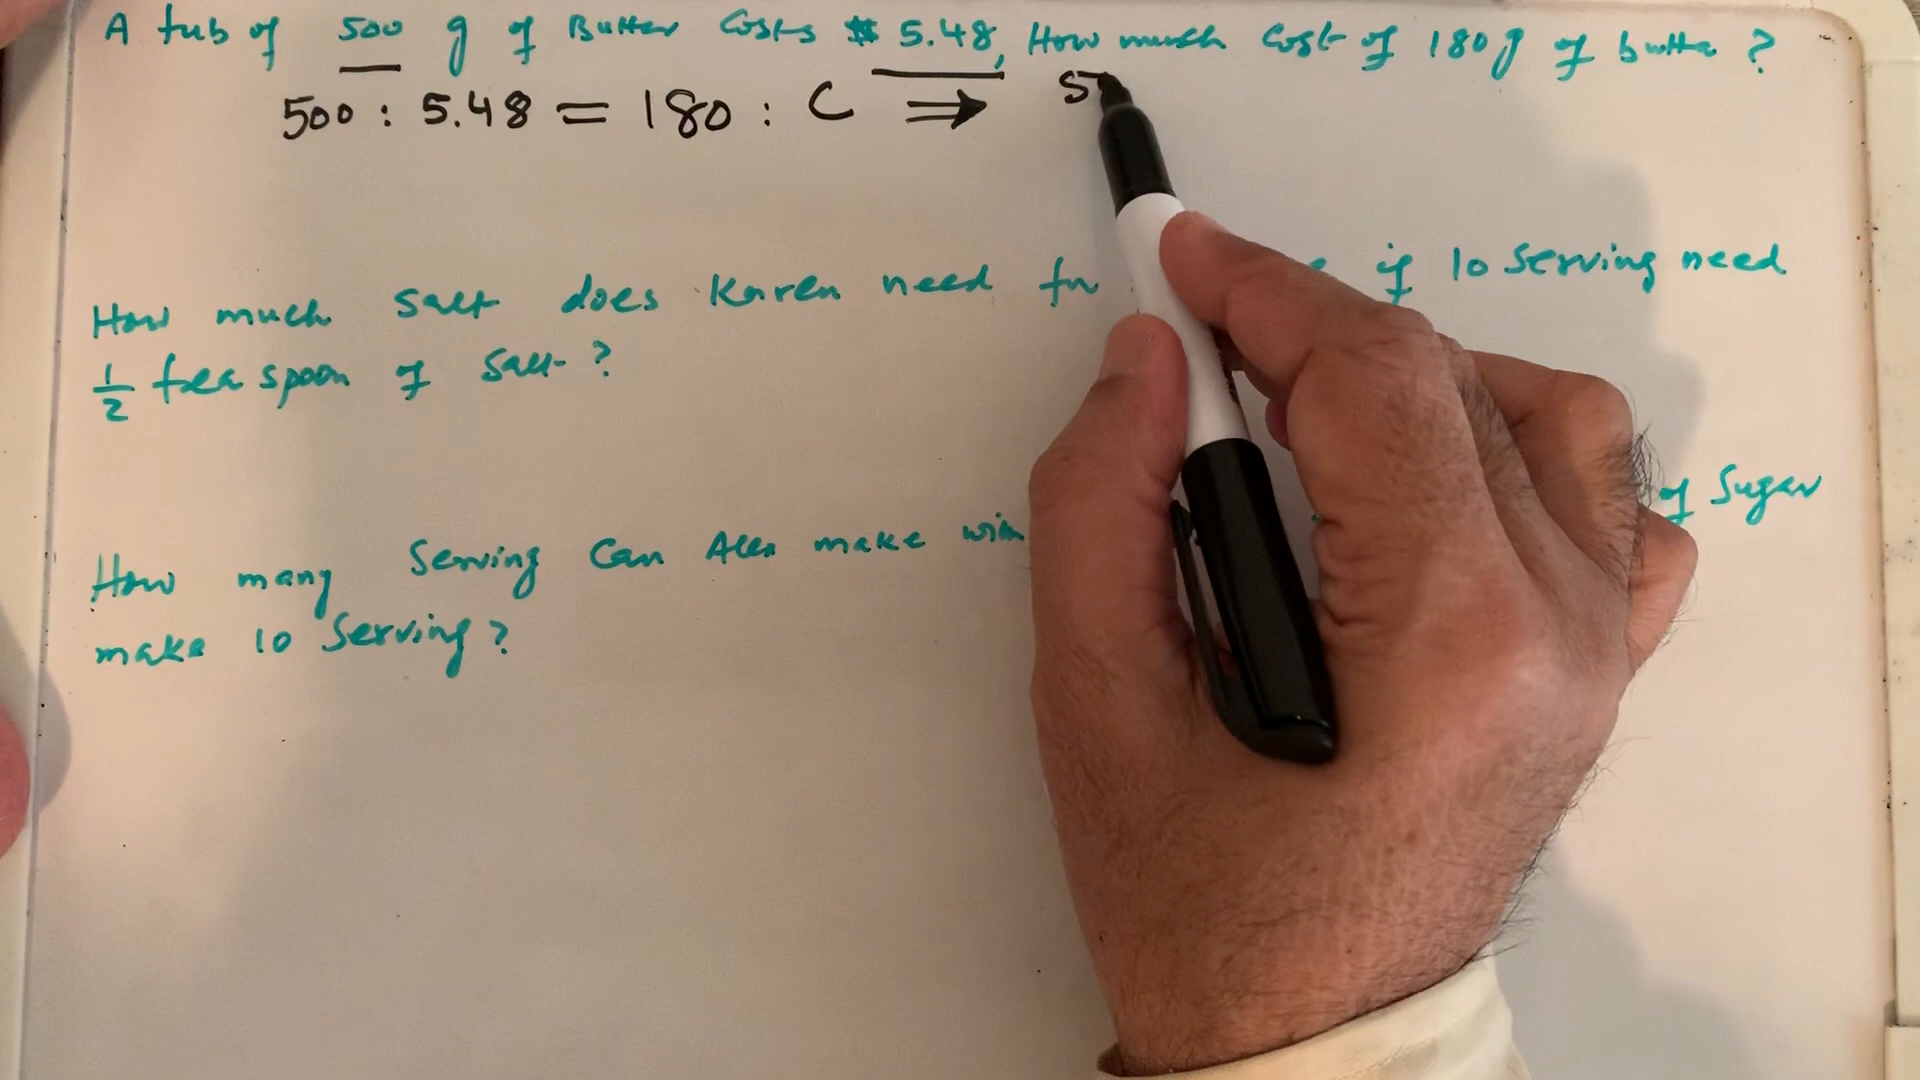 A tub of 500 g of Butter Costs $ 5.48, How much Cost of 180g of butter ?
500 : 5.48 = 180 : C ⇒ 5
How much Salt does Karen need for if 10 Serving need
1/2 tea spoon of Salt ?
How many Serving Can Alex make with of Sugar
make 10 Serving ?